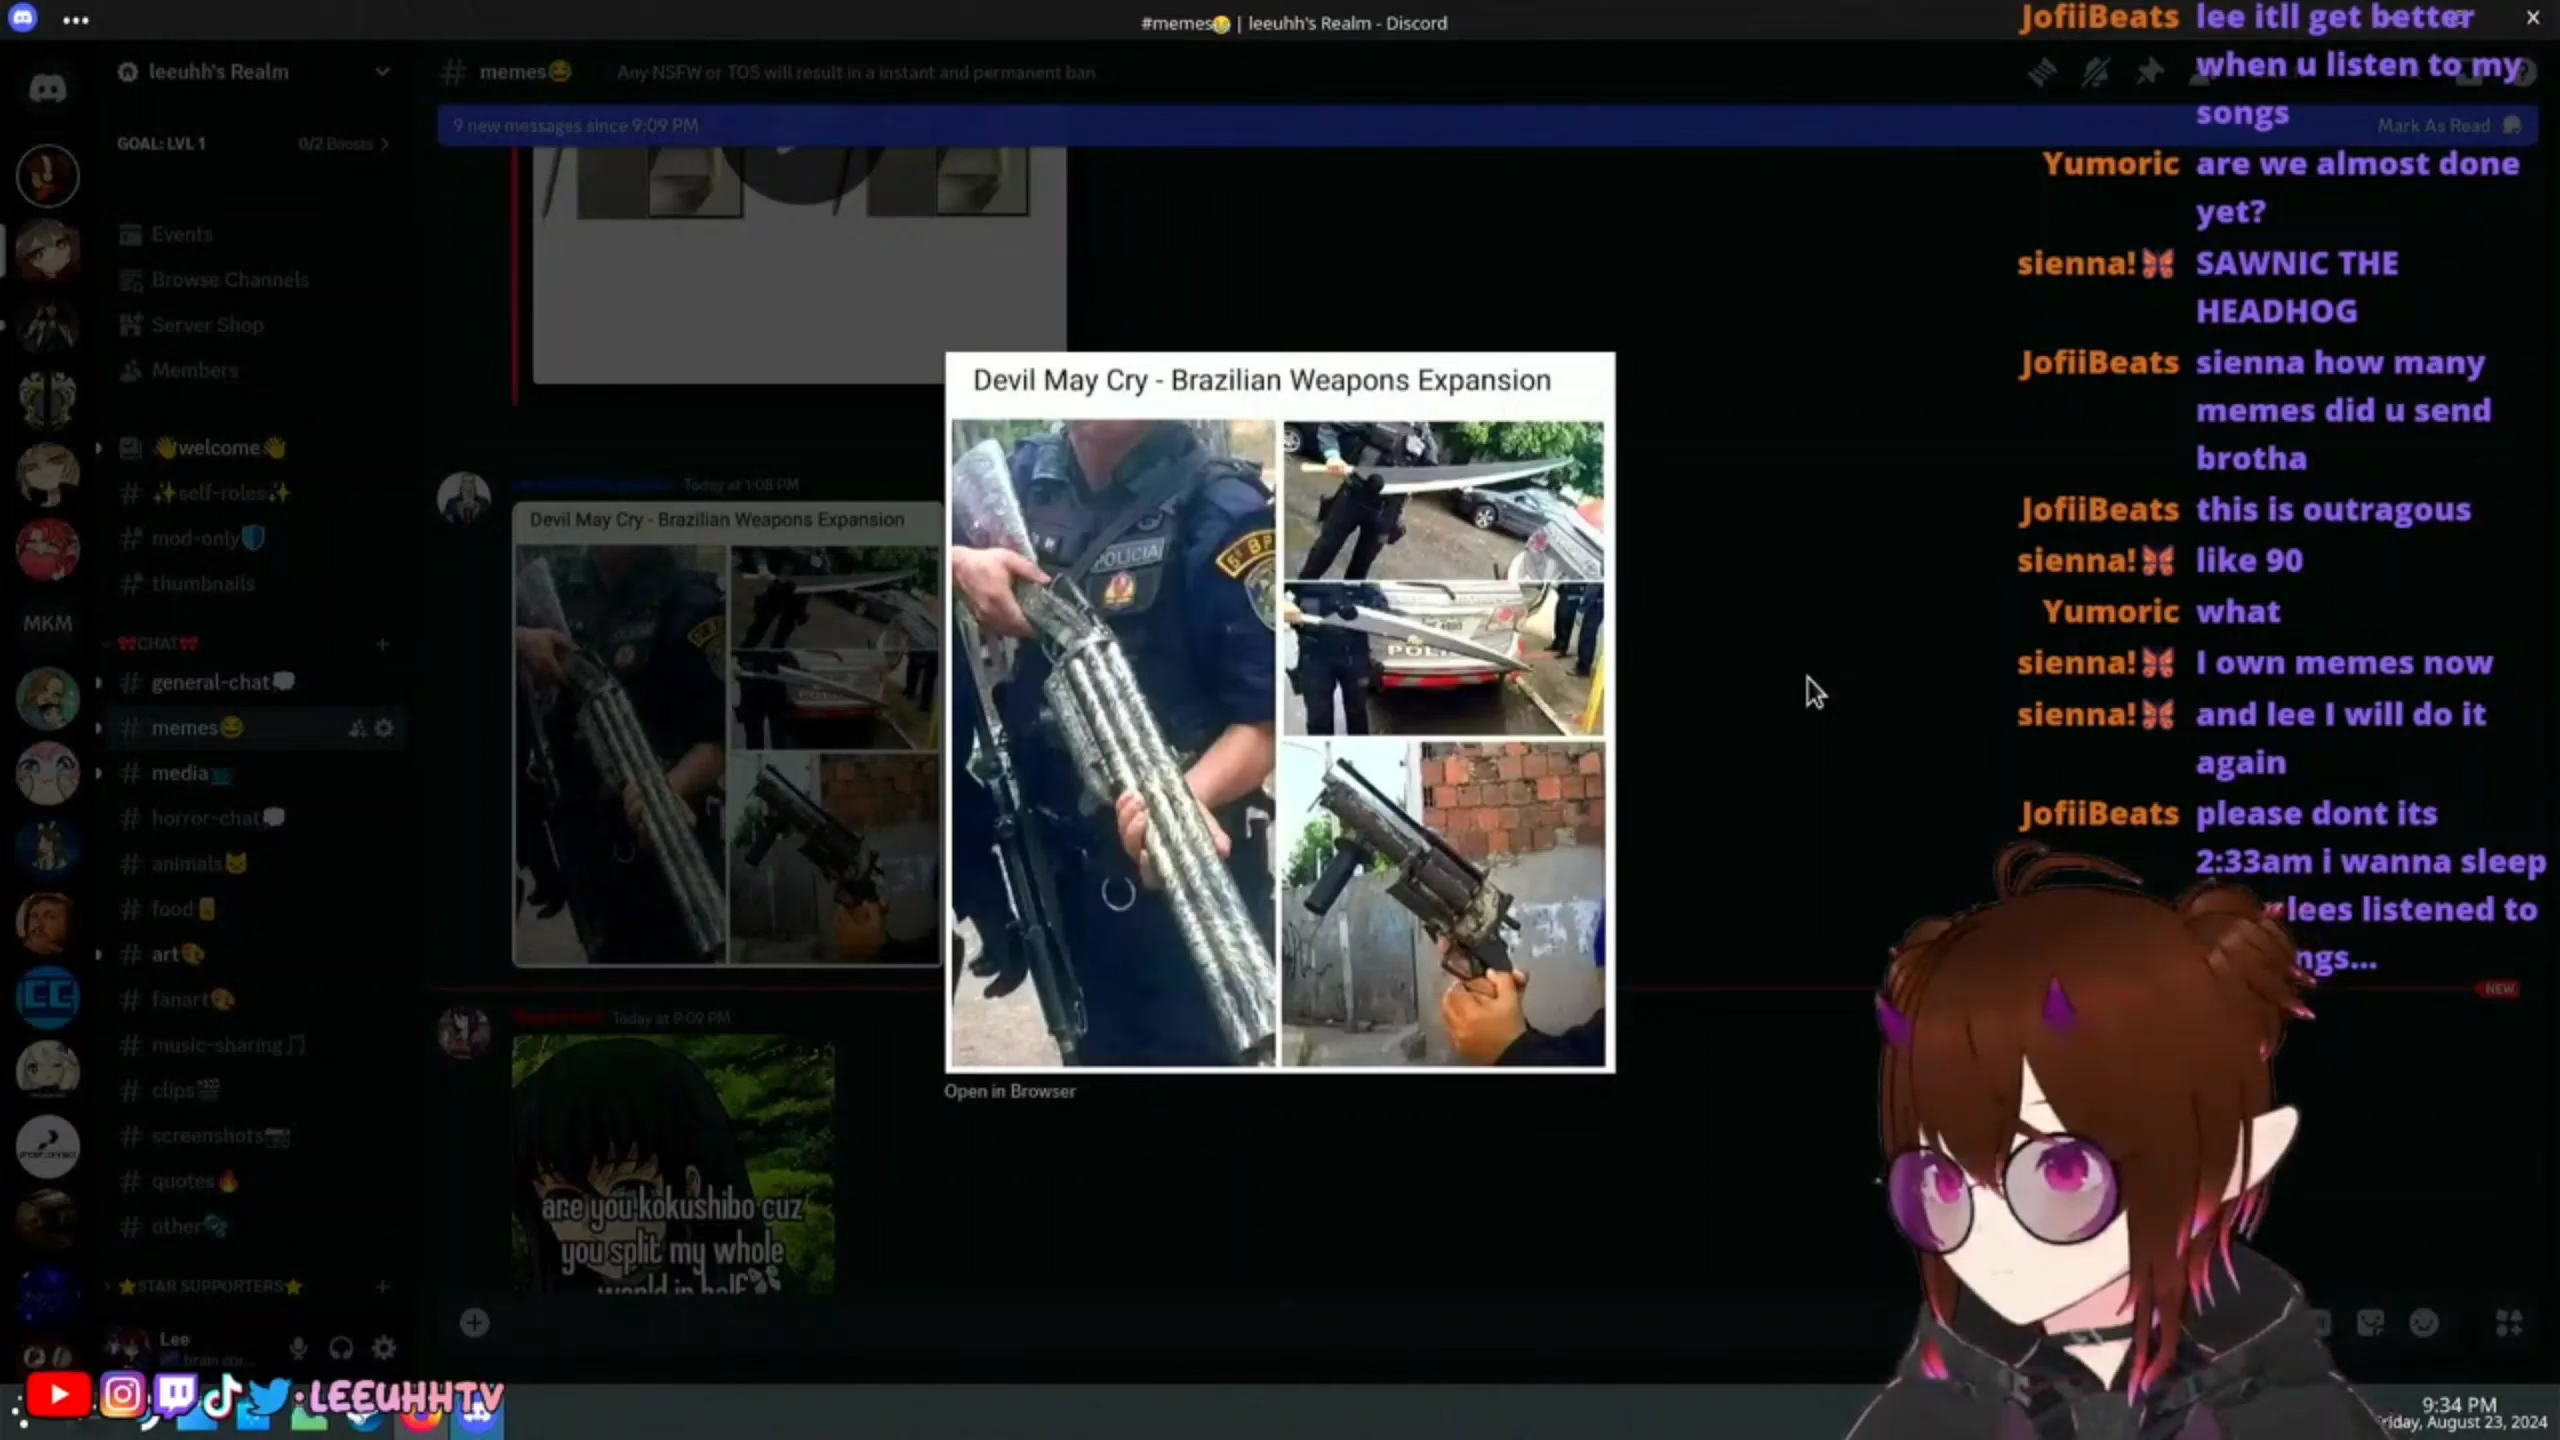 #memes😂 | leeuhh's Realm - Discord
leeuhh's Realm
GOAL: LVL 1 0/2 Boosts
Events
Browse Channels
Server Shop
Members
👋welcome👋
✨self-roles✨
mod-only🛡️
thumbnails
MKM
🎀CHAT🎀
general-chat💭
memes😂
media📺
horror-chat💭
animals🐱
food
art🎨
fanart🎨
music-sharing🎵
clips🎬
screenshots📷
quotes🔥
other🫧
⭐STAR SUPPORTERS⭐
Lee
:LEEUHHTV
memes😂 Any NSFW or TOS will result in a instant and permanent ban
9 new messages since 9:09 PM Mark As Read
Today at 1:08 PM
Devil May Cry - Brazilian Weapons Expansion
Today at 9:09 PM
are you kokushibo cuz
you split my whole
world in half
NEW
Devil May Cry - Brazilian Weapons Expansion
POLICIA
Open in Browser
JofiiBeats lee itll get better
when u listen to my
songs
Yumoric are we almost done
yet?
sienna!🦋 SAWNIC THE
HEADHOG
JofiiBeats sienna how many
memes did u send
brotha
JofiiBeats this is outragous
sienna!🦋 like 90
Yumoric what
sienna!🦋 I own memes now
sienna!🦋 and lee I will do it
again
JofiiBeats please dont its
2:33am i wanna sleep
lees listened to
9:34 PM
Friday, August 23, 2024